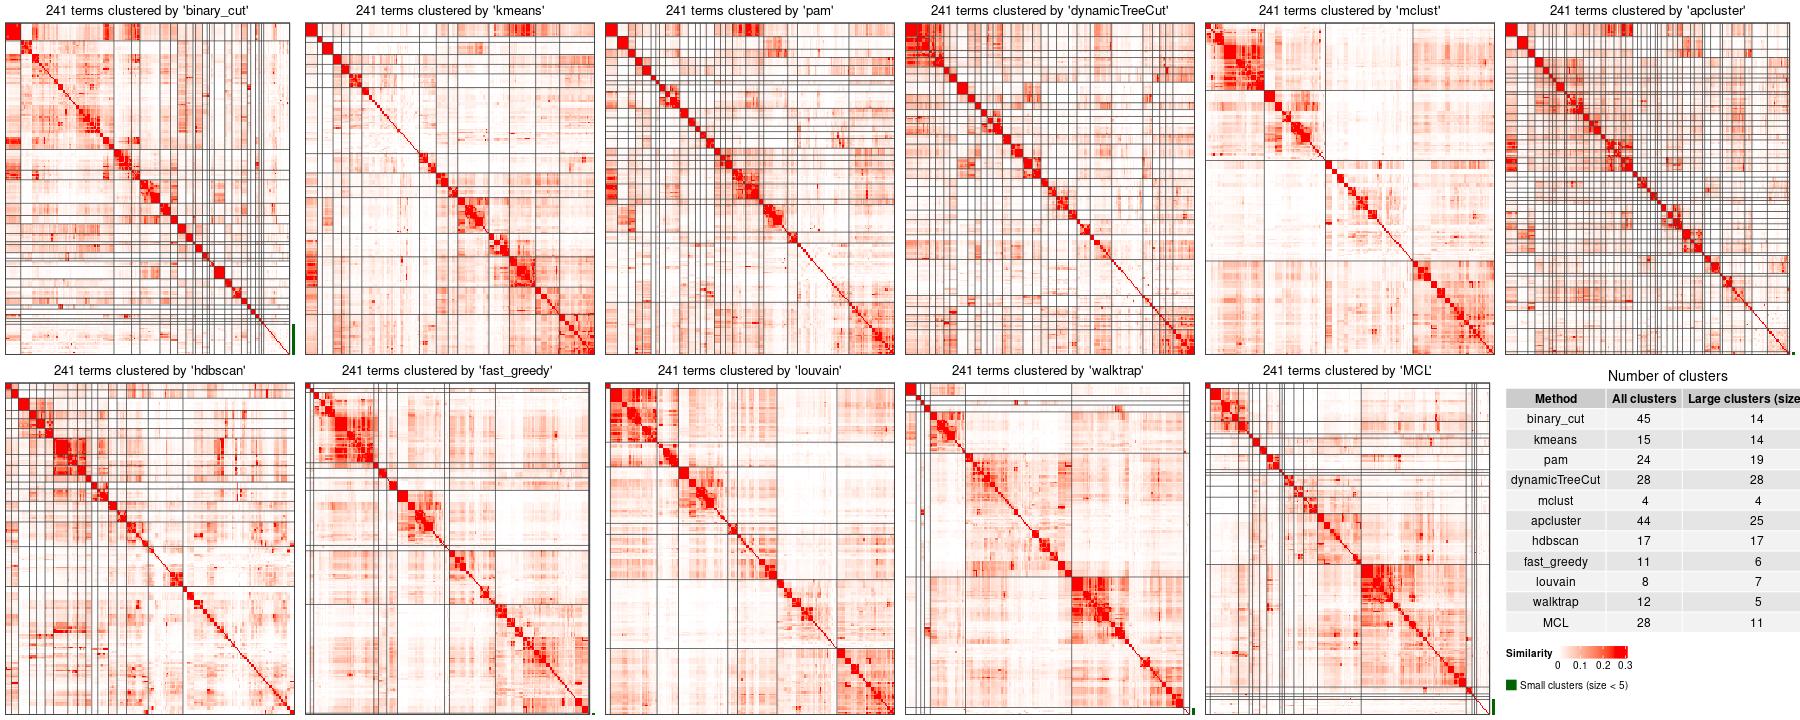 241 terms clustered by 'binary_cut'
241 terms clustered by 'kmeans'
241 terms clustered by 'pam'
241 terms clustered by 'dynamicTreeCut'
241 terms clustered by 'mclust'
241 terms clustered by 'apcluster'
241 terms clustered by 'hdbscan'
241 terms clustered by 'fast_greedy'
241 terms clustered by 'louvain'
241 terms clustered by 'walktrap'
241 terms clustered by 'MCL'
Number of clusters
Method All clusters Large clusters (size
binary_cut 45 14
kmeans 15 14
pam 24 19
dynamicTreeCut 28 28
mclust 4 4
apcluster 44 25
hdbscan 17 17
fast_greedy 11 6
louvain 8 7
walktrap 12 5
MCL 28 11
Similarity
0 0.1 0.2 0.3
Small clusters (size < 5)